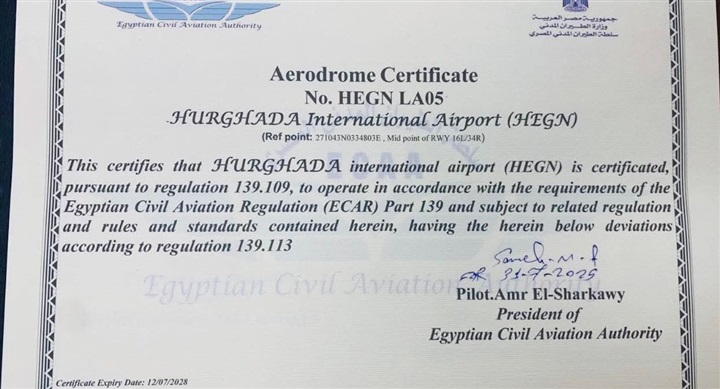 Egyptian Civil Aviation Authority
جمهورية مصر العربية
وزارة الطيران المدني
سلطة الطيران المدني المصري
Aerodrome Certificate
No. HEGN LA05
HURGHADA International Airport (HEGN)
(Ref point: 271043N0334803E , Mid point of RWY 16L/34R)
This certifies that HURGHADA international airport (HEGN) is certificated,
pursuant to regulation 139.109, to operate in accordance with the requirements of the
Egyptian Civil Aviation Regulation (ECAR) Part 139 and subject to related regulation
and rules and standards contained herein, having the herein below deviations
according to regulation 139.113
Sameh. M. A
for 31-7-2025
Egyptian Civil Aviation Authority
Pilot.Amr El-Sharkawy
President of
Egyptian Civil Aviation Authority
Certificate Expiry Date: 12/07/2028